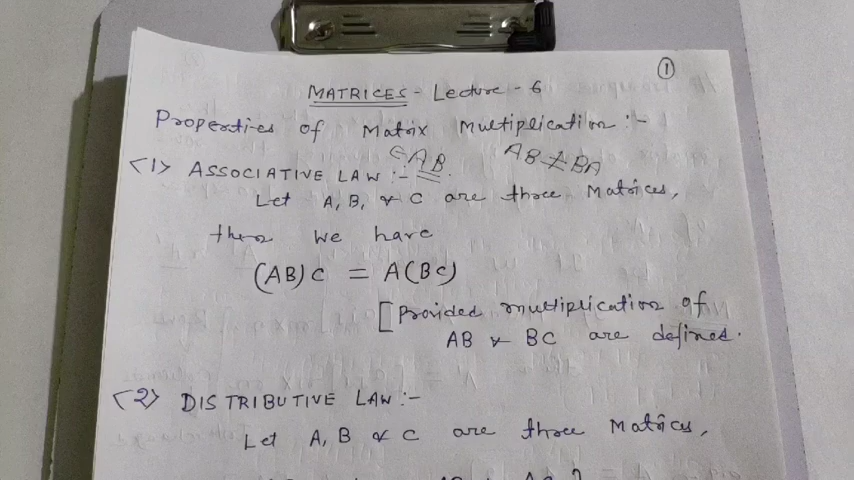 ①
MATRICES - Lecture - 6
Properties of Matrix Multiplication :-
AB AB ≠ BA
<1> ASSOCIATIVE LAW :-
Let A, B, & C are three Matrices,
then we have
(AB)C = A(BC)
[Provided multiplication of
AB & BC are defined.
<2> DISTRIBUTIVE LAW :-
Let A, B & C are three Matrices,